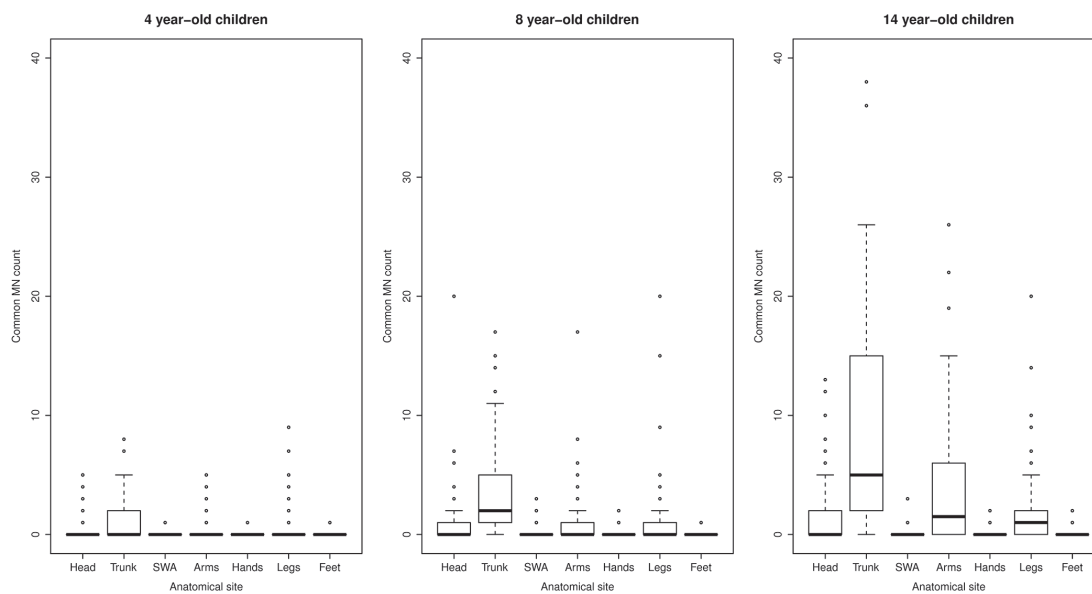 4 year–old children
40
30
20
10
0
Common MN count
Head Trunk SWA Arms Hands Legs Feet
Anatomical site
8 year–old children
40
30
20
10
0
Common MN count
Head Trunk SWA Arms Hands Legs Feet
Anatomical site
14 year–old children
40
30
20
10
0
Common MN count
Head Trunk SWA Arms Hands Legs Feet
Anatomical site